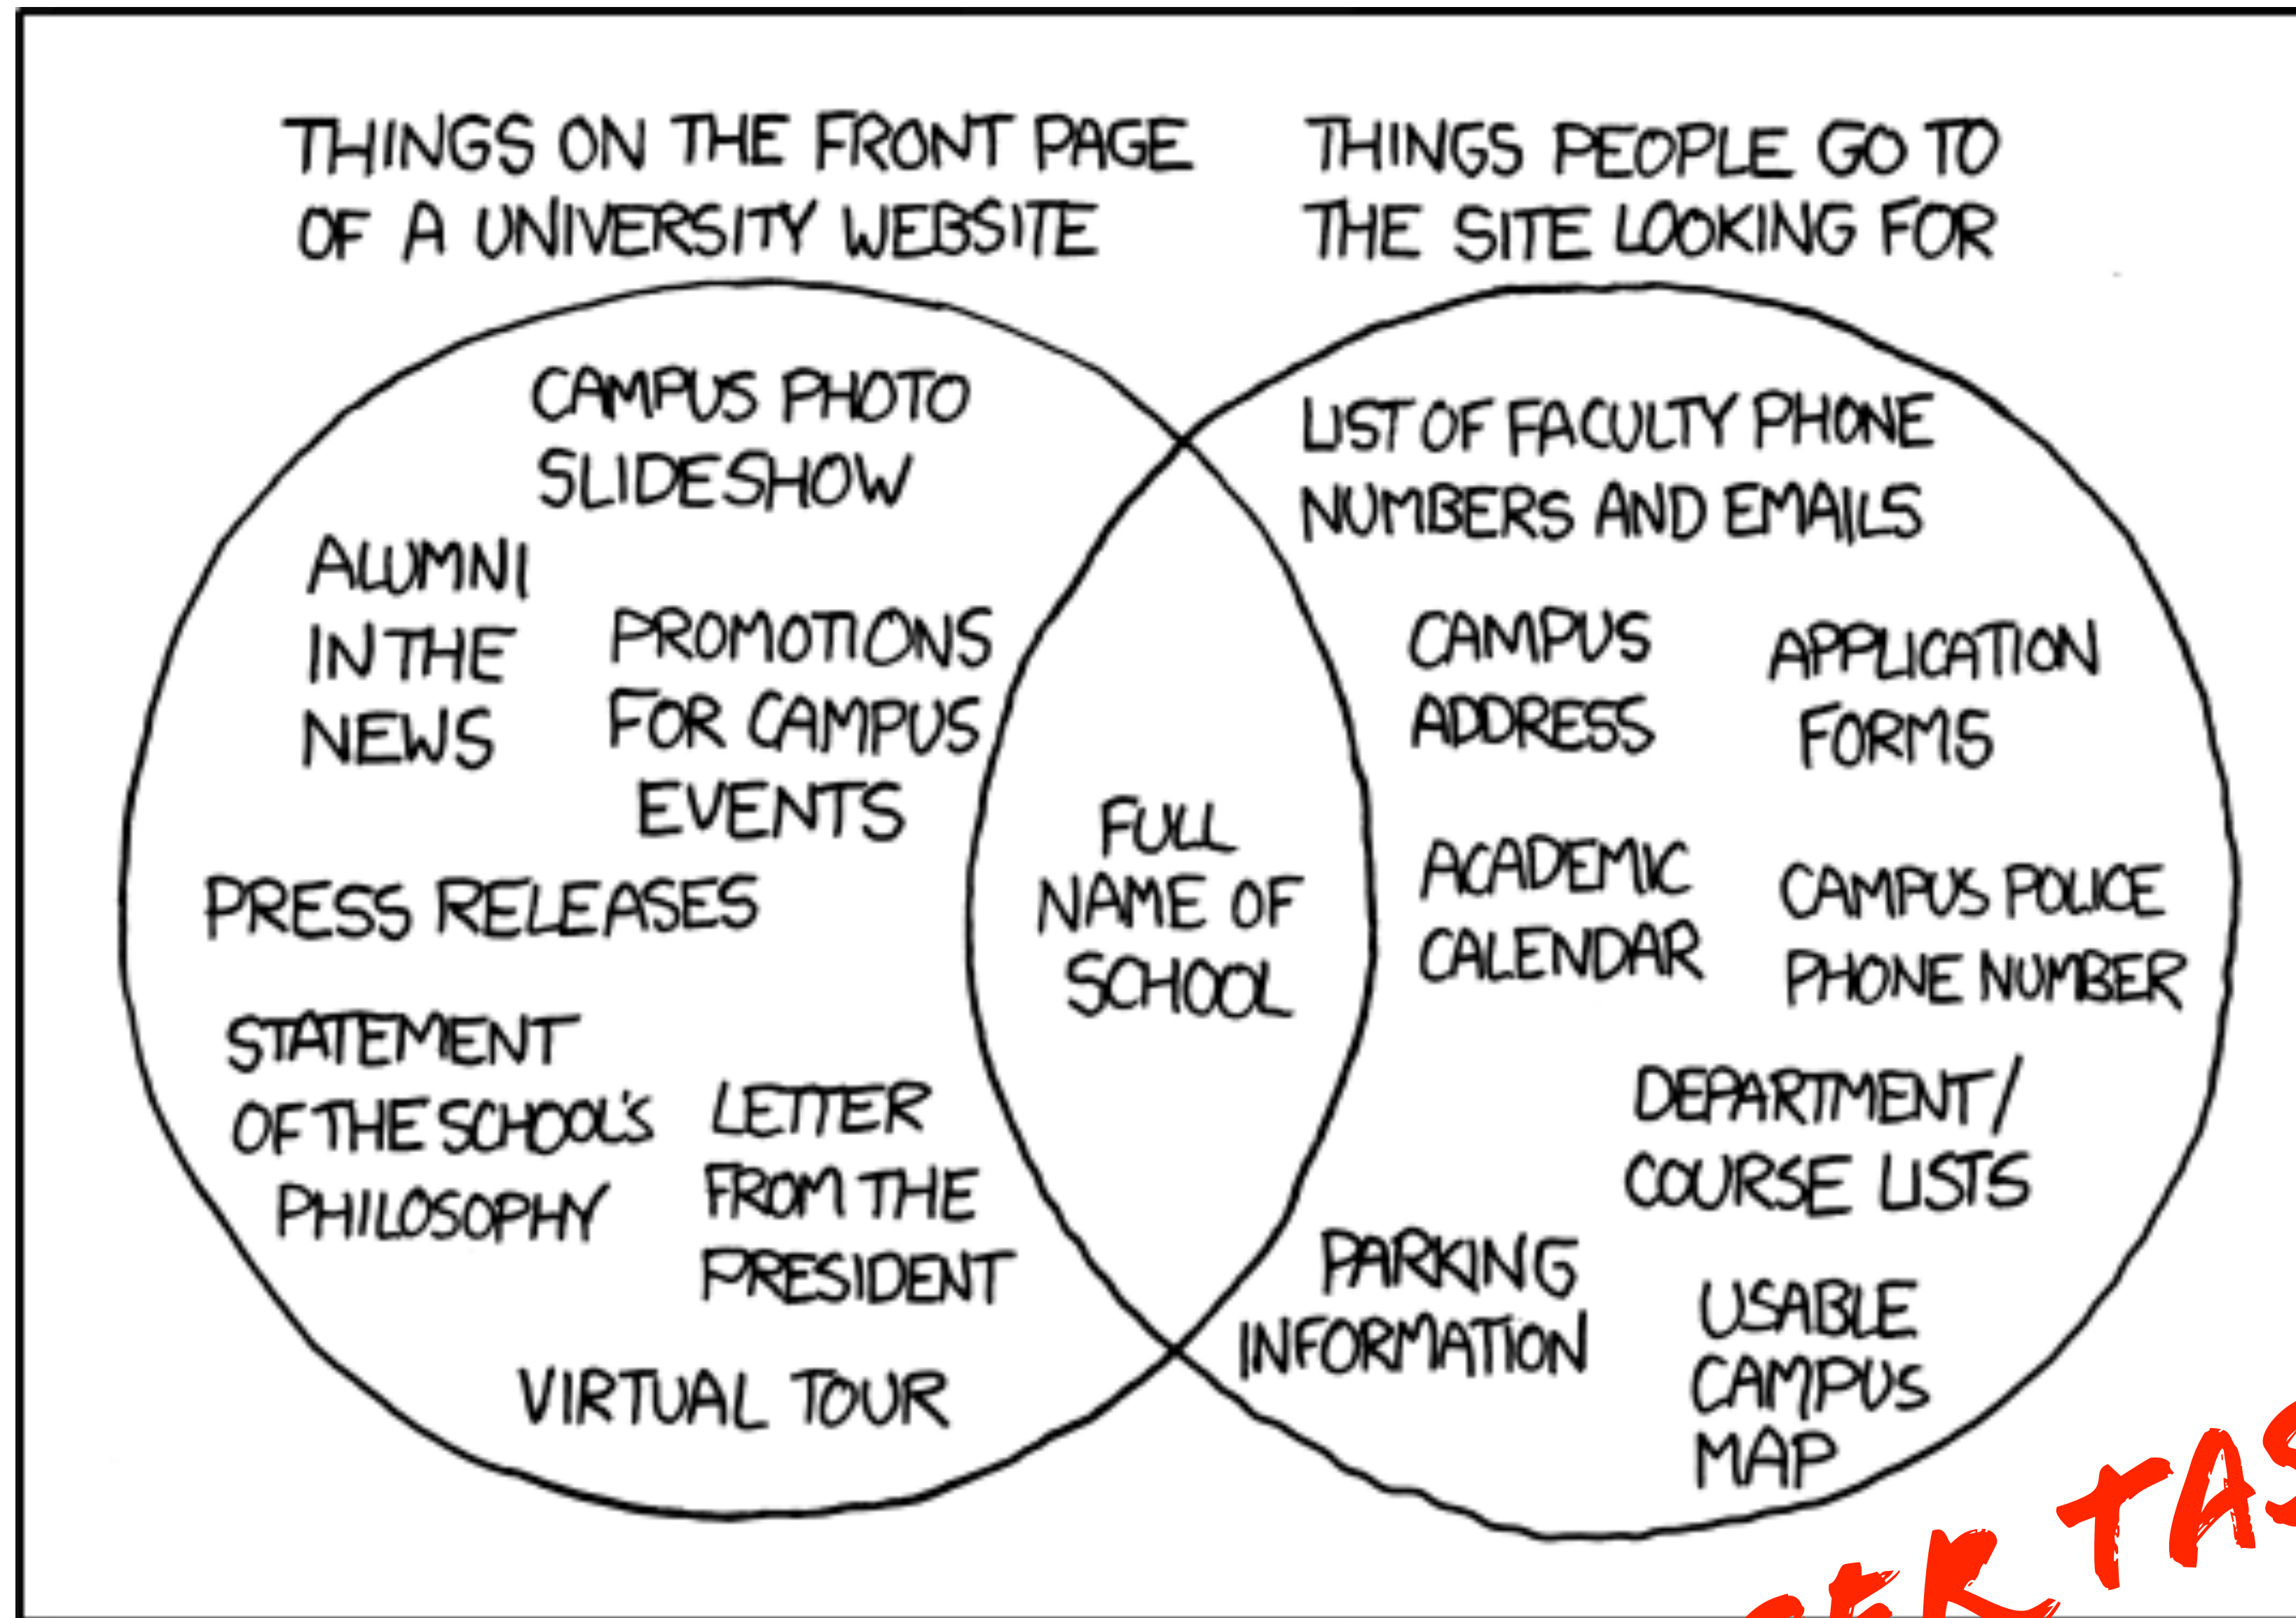 THINGS ON THE FRONT PAGE
OF A UNIVERSITY WEBSITE
THINGS PEOPLE GO TO
THE SITE LOOKING FOR
CAMPUS PHOTO
SLIDESHOW
ALUMNI
IN THE
NEWS
PROMOTIONS
FOR CAMPUS
EVENTS
PRESS RELEASES
STATEMENT
OF THE SCHOOL'S
PHILOSOPHY
LETTER
FROM THE
PRESIDENT
VIRTUAL TOUR
FULL
NAME OF
SCHOOL
LIST OF FACULTY PHONE
NUMBERS AND EMAILS
CAMPUS
ADDRESS
APPLICATION
FORMS
ACADEMIC
CALENDAR
CAMPUS POLICE
PHONE NUMBER
DEPARTMENT/
COURSE LISTS
PARKING
INFORMATION
USABLE
CAMPUS
MAP